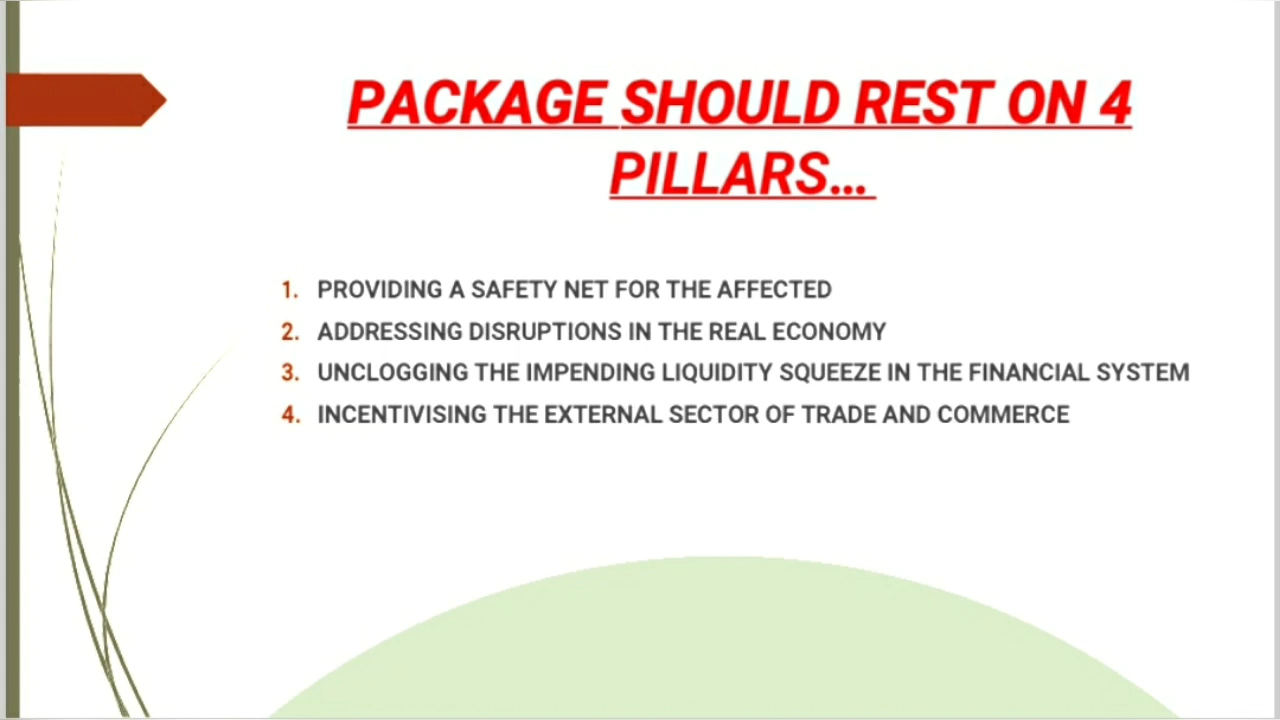 PACKAGE SHOULD REST ON 4
PILLARS...
1. PROVIDING A SAFETY NET FOR THE AFFECTED
2. ADDRESSING DISRUPTIONS IN THE REAL ECONOMY
3. UNCLOGGING THE IMPENDING LIQUIDITY SQUEEZE IN THE FINANCIAL SYSTEM
4. INCENTIVISING THE EXTERNAL SECTOR OF TRADE AND COMMERCE